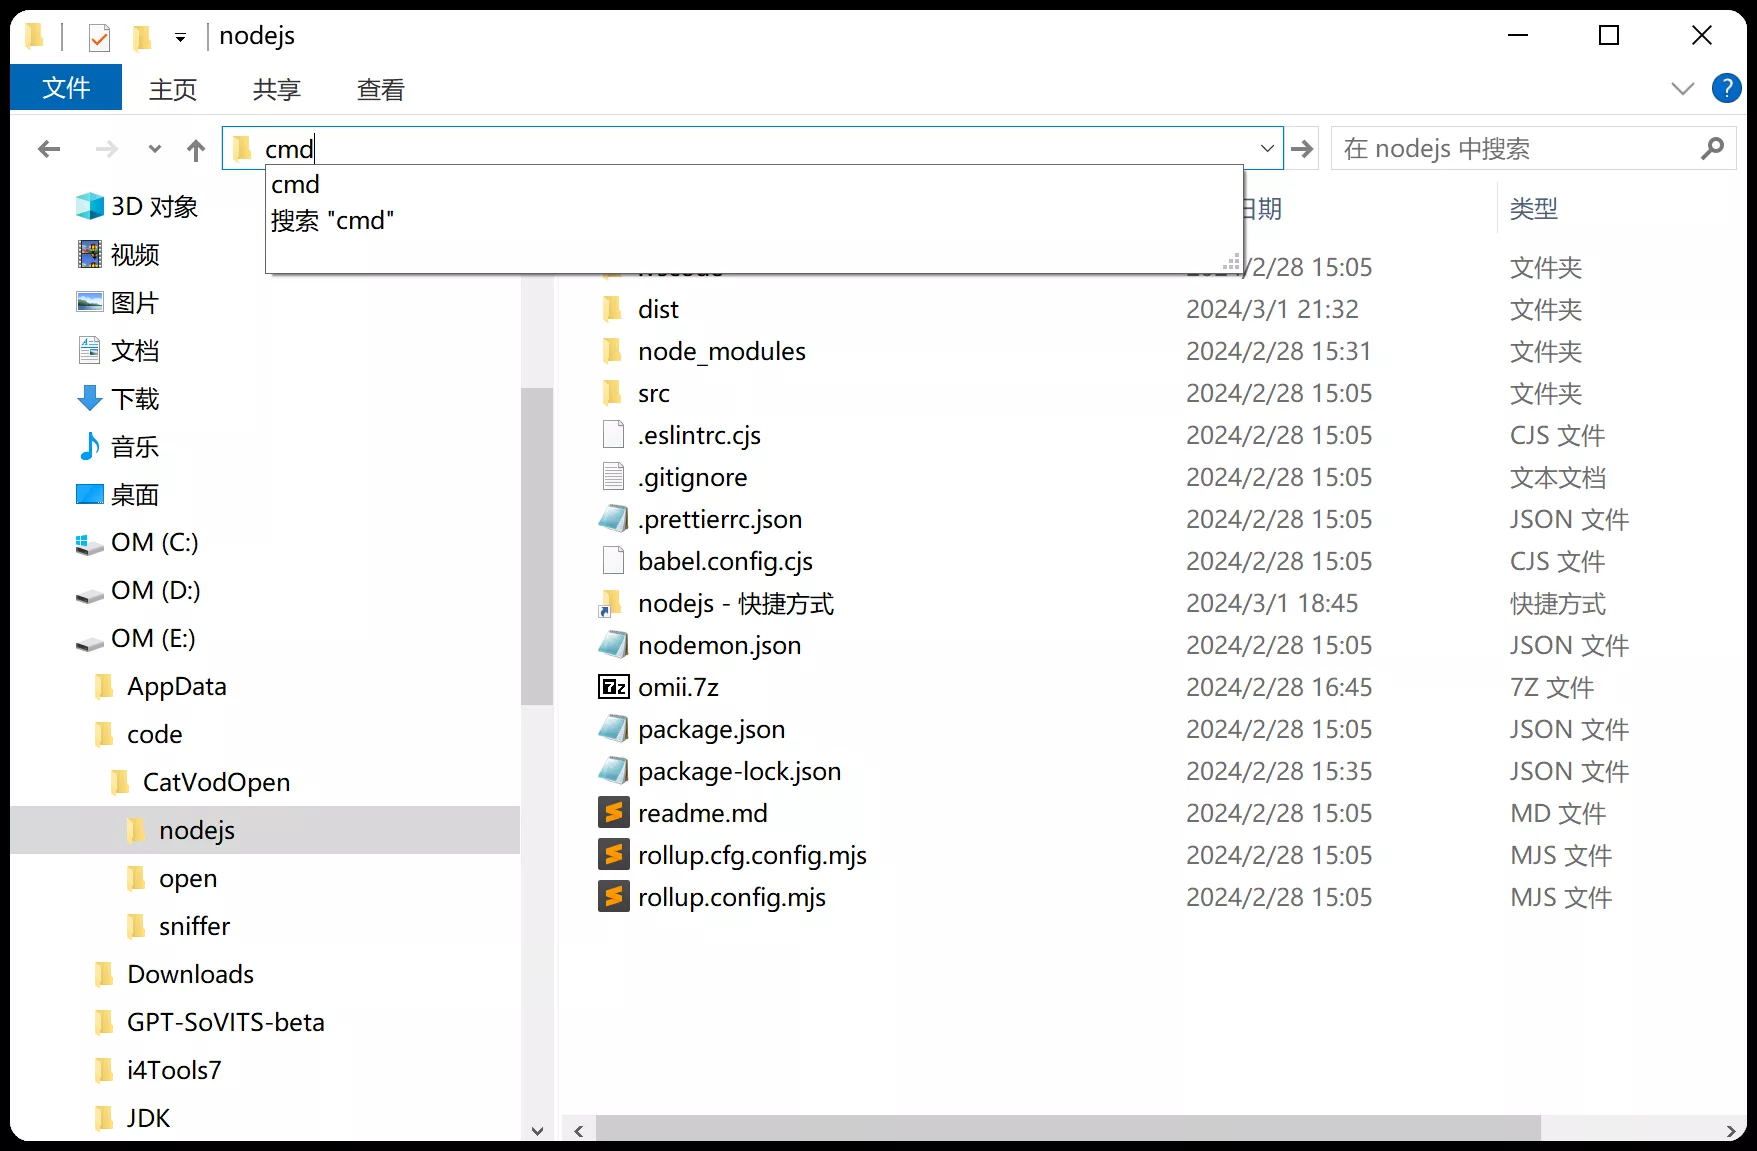 nodejs
文件 主页 共享 查看
cmd
在 nodejs 中搜索
cmd
搜索 "cmd"
日期 类型
3D 对象
视频
图片
文档
下载
音乐
桌面
OM (C:)
OM (D:)
OM (E:)
AppData
code
CatVodOpen
nodejs
open
sniffer
Downloads
GPT-SoVITS-beta
i4Tools7
JDK
2024/2/28 15:05 文件夹
dist 2024/3/1 21:32 文件夹
node_modules 2024/2/28 15:31 文件夹
src 2024/2/28 15:05 文件夹
.eslintrc.cjs 2024/2/28 15:05 CJS 文件
.gitignore 2024/2/28 15:05 文本文档
.prettierrc.json 2024/2/28 15:05 JSON 文件
babel.config.cjs 2024/2/28 15:05 CJS 文件
nodejs - 快捷方式 2024/3/1 18:45 快捷方式
nodemon.json 2024/2/28 15:05 JSON 文件
omii.7z 2024/2/28 16:45 7Z 文件
package.json 2024/2/28 15:05 JSON 文件
package-lock.json 2024/2/28 15:35 JSON 文件
readme.md 2024/2/28 15:05 MD 文件
rollup.cfg.config.mjs 2024/2/28 15:05 MJS 文件
rollup.config.mjs 2024/2/28 15:05 MJS 文件